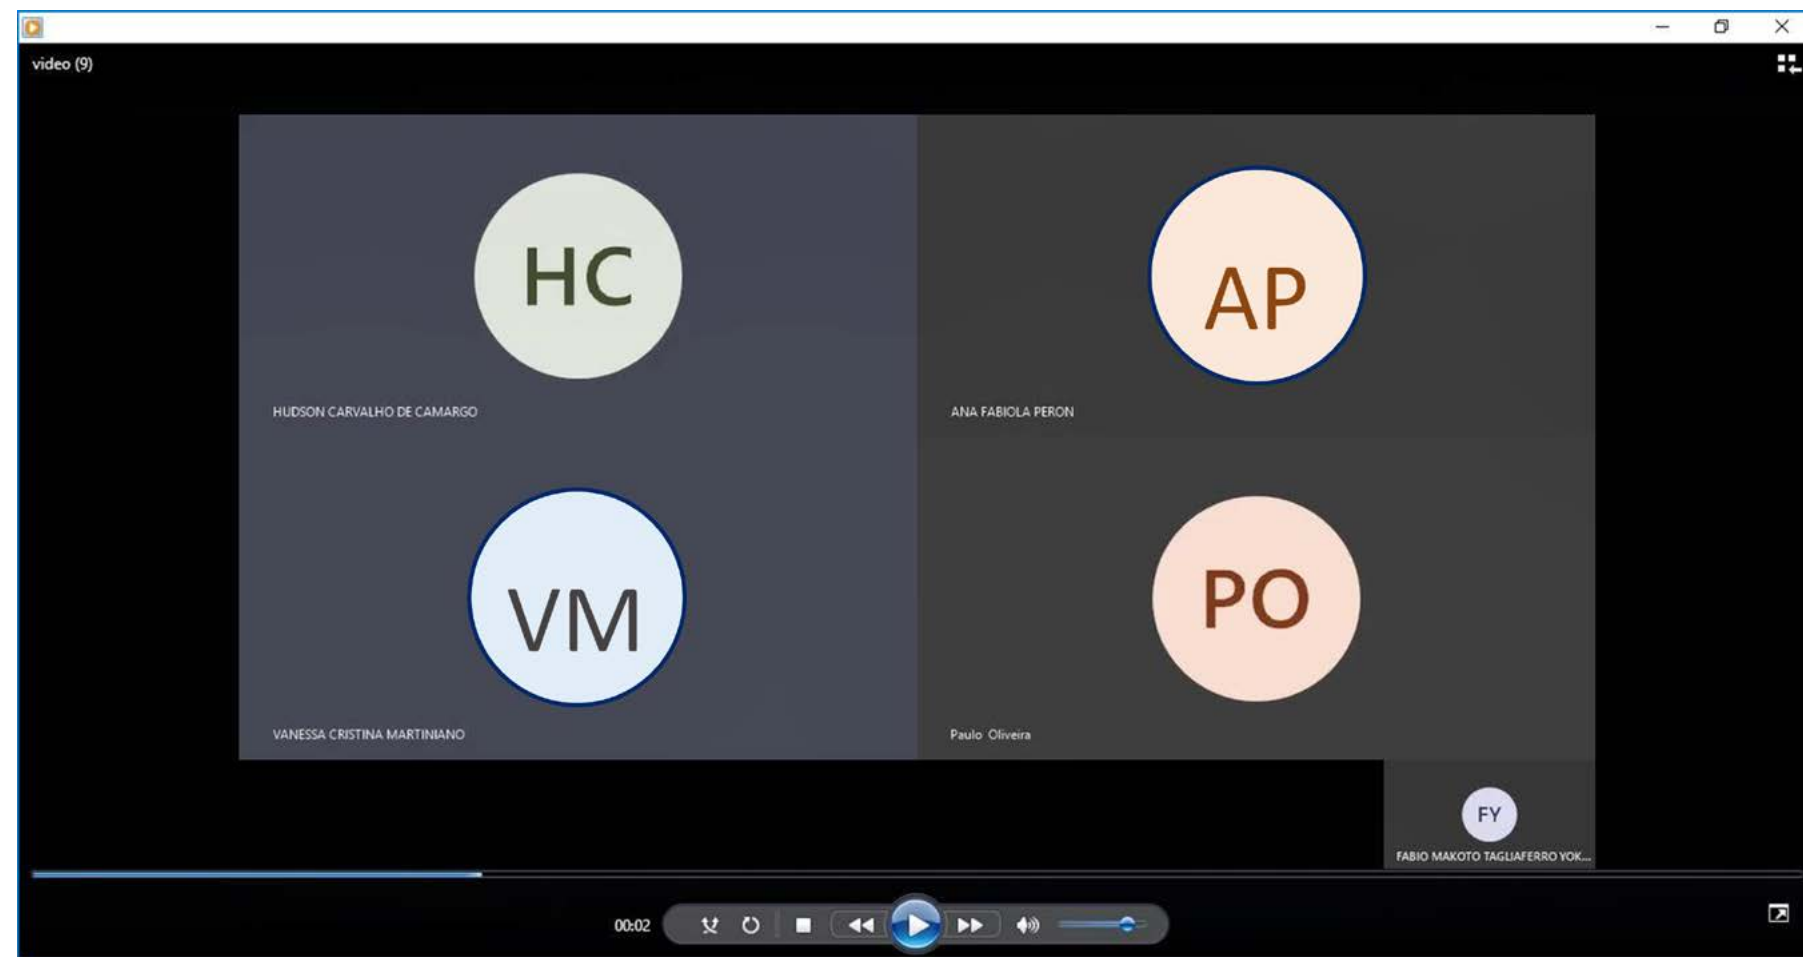 video (9)
HC
AP
HUDSON CARVALHO DE CAMARGO
ANA FABIOLA PERON
VM
PO
VANESSA CRISTINA MARTINIANO
Paulo Oliveira
FY
FABIO MAKOTO TAGLIAFERRO YOK...
00:02